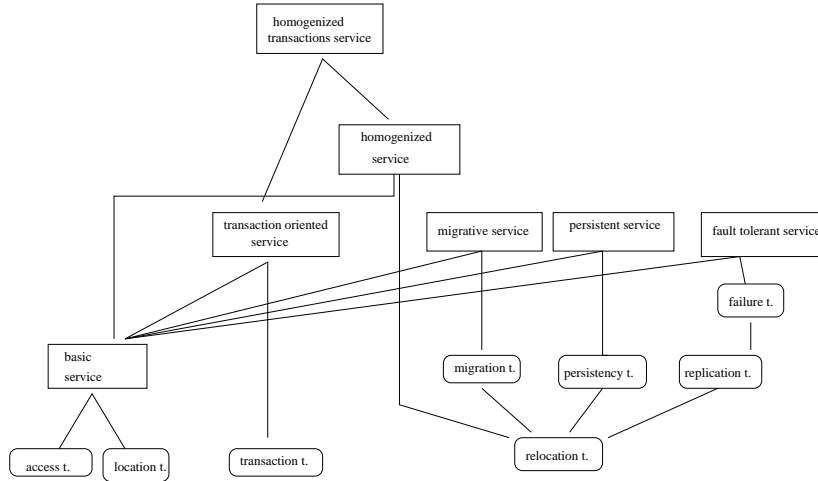 homogenized
transactions service
homogenized
service
transaction oriented
service
migrative service
persistent service
fault tolerant service
failure t.
basic
service
migration t.
persistency t.
replication t.
access t.
location t.
transaction t.
relocation t.